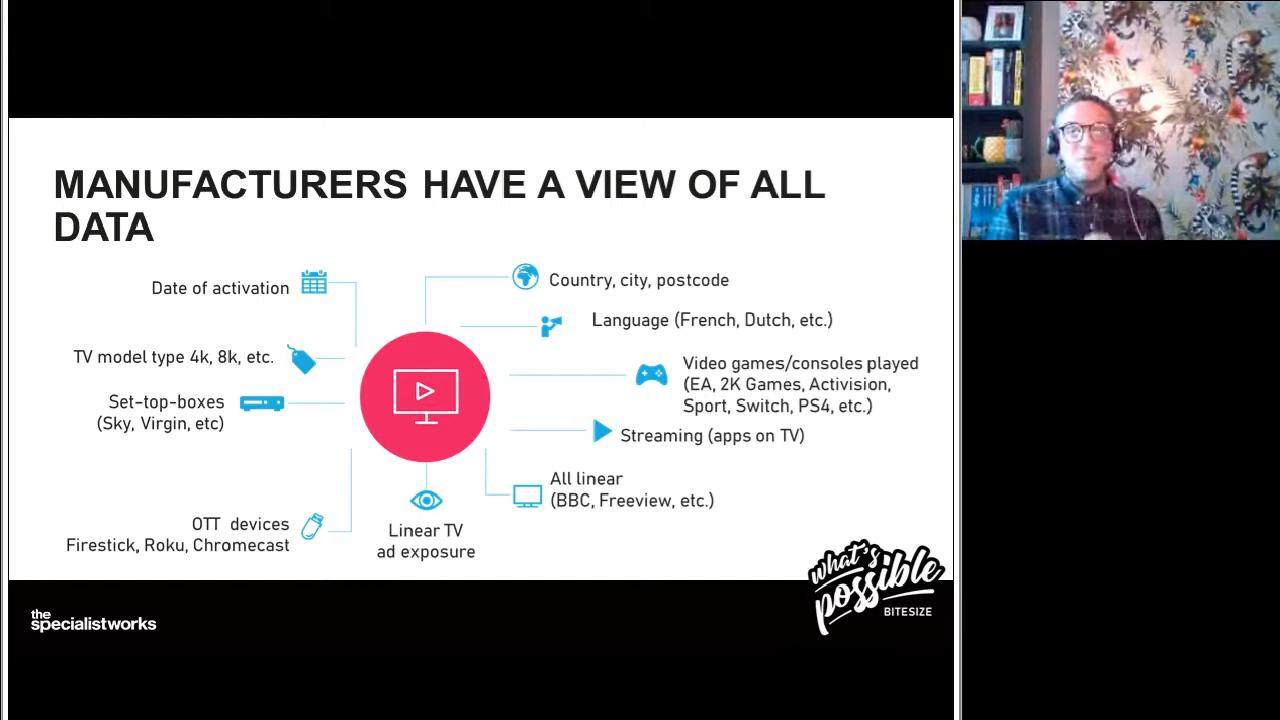 MANUFACTURERS HAVE A VIEW OF ALL
DATA
Date of activation
TV model type 4k, 8k, etc.
Set-top-boxes
(Sky, Virgin, etc)
OTT devices
Firestick, Roku, Chromecast
Linear TV
ad exposure
Country, city, postcode
Language (French, Dutch, etc.)
Video games/consoles played
(EA, 2K Games, Activision,
Sport, Switch, PS4, etc.)
Streaming (apps on TV)
All linear
(BBC, Freeview, etc.)
the
specialistworks
what's
possible
BITESIZE